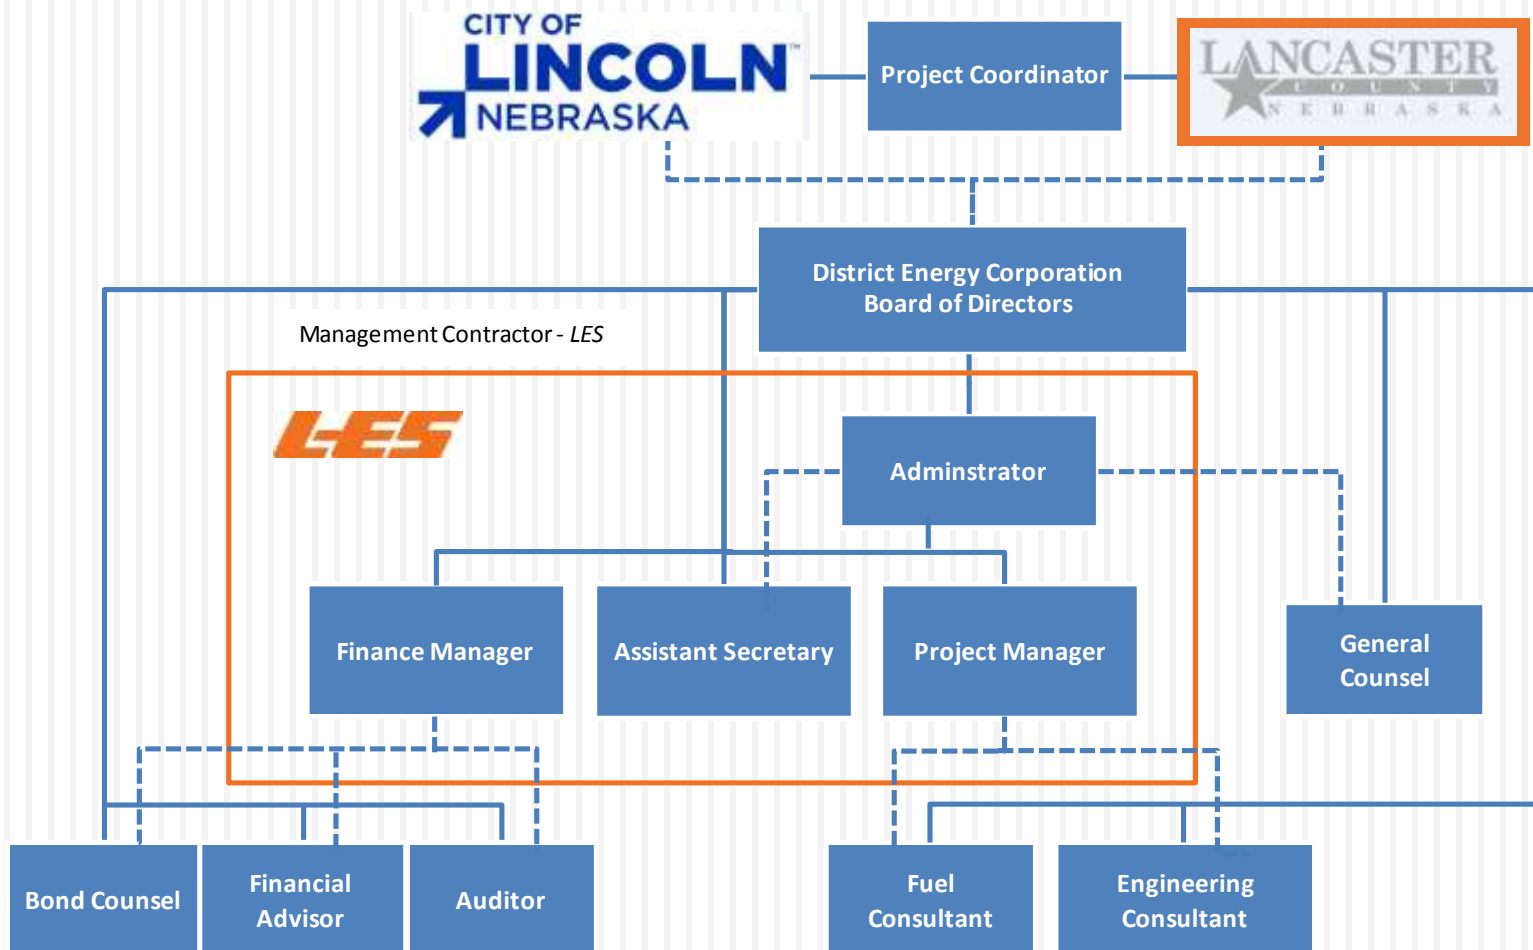 CITY OF
LINCOLN™
NEBRASKA
Project Coordinator
LANCASTER
COUNTY
NEBRASKA
District Energy Corporation
Board of Directors
Management Contractor - LES
LES
Adminstrator
Finance Manager
Assistant Secretary
Project Manager
General
Counsel
Bond Counsel
Financial
Advisor
Auditor
Fuel
Consultant
Engineering
Consultant